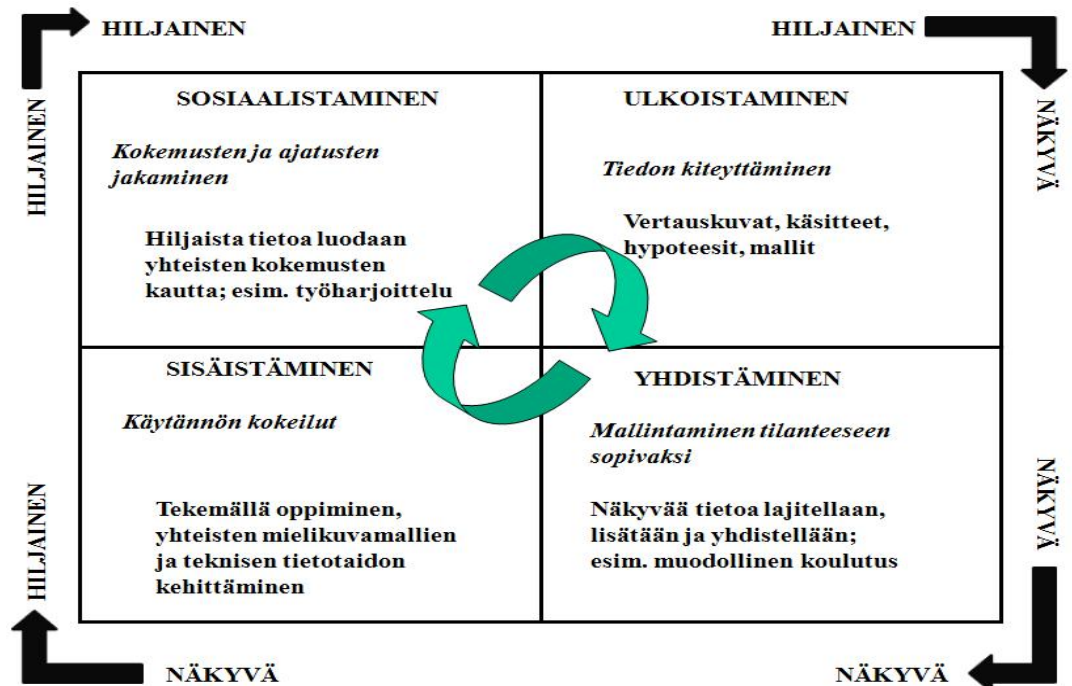 HILJAINEN
HILJAINEN
HILJAINEN
NÄKYVÄ
SOSIAALISTAMINEN
Kokemusten ja ajatusten
jakaminen
Hiljaista tietoa luodaan
yhteisten kokemusten
kautta; esim. työharjoittelu
ULKOISTAMINEN
Tiedon kiteyttäminen
Vertauskuvat, käsitteet,
hypoteesit, mallit
SISÄISTÄMINEN
Käytännön kokeilut
Tekemällä oppiminen,
yhteisten mielikuvamallien
ja teknisen tietotaidon
kehittäminen
YHDISTÄMINEN
Mallintaminen tilanteeseen
sopivaksi
Näkyvää tietoa lajitellaan,
lisätään ja yhdistellään;
esim. muodollinen koulutus
HILJAINEN
NÄKYVÄ
NÄKYVÄ
NÄKYVÄ